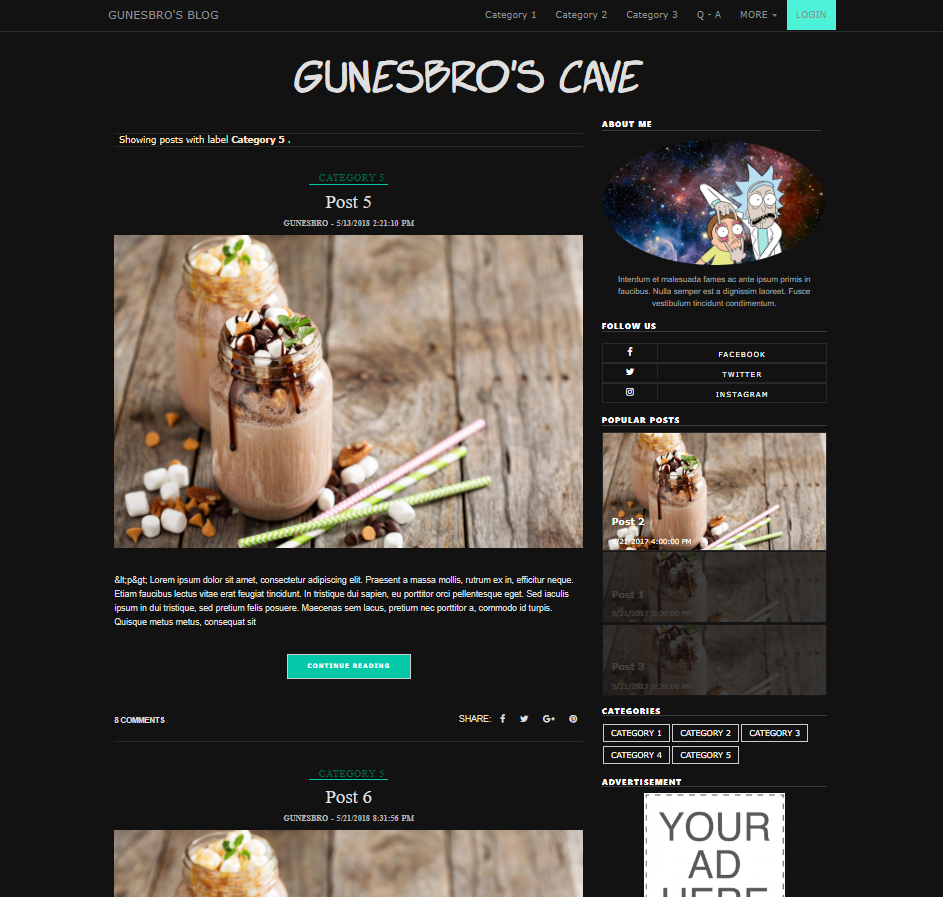 GUNESBRO'S BLOG
Category 1
Category 2
Category 3
Q - A
MORE
LOGIN
GUNESBRO'S CAVE
Showing posts with label Category 5 .
CATEGORY 5
Post 5
GUNESBRO - 5/13/2018 2:21:10 PM
&lt;p&gt; Lorem ipsum dolor sit amet, consectetur adipiscing elit. Praesent a massa mollis, rutrum ex in, efficitur neque.
Etiam faucibus lectus vitae erat feugiat tincidunt. In tristique dui sapien, eu porttitor orci pellentesque eget. Sed iaculis
ipsum in dui tristique, sed pretium felis posuere. Maecenas sem lacus, pretium nec porttitor a, commodo id turpis.
Quisque metus metus, consequat sit
CONTINUE READING
8 COMMENTS
SHARE:
CATEGORY 5
Post 6
GUNESBRO - 5/21/2018 8:31:56 PM
ABOUT ME
Interdum et malesuada fames ac ante ipsum primis in
faucibus. Nulla semper est a dignissim laoreet. Fusce
vestibulum tincidunt condimentum.
FOLLOW US
FACEBOOK
TWITTER
INSTAGRAM
POPULAR POSTS
Post 2
5/21/2017 4:00:00 PM
Post 1
5/21/2017 2:00:00 PM
Post 3
5/21/2017 5:20:00 PM
CATEGORIES
CATEGORY 1
CATEGORY 2
CATEGORY 3
CATEGORY 4
CATEGORY 5
ADVERTISEMENT
YOUR
AD
HERE